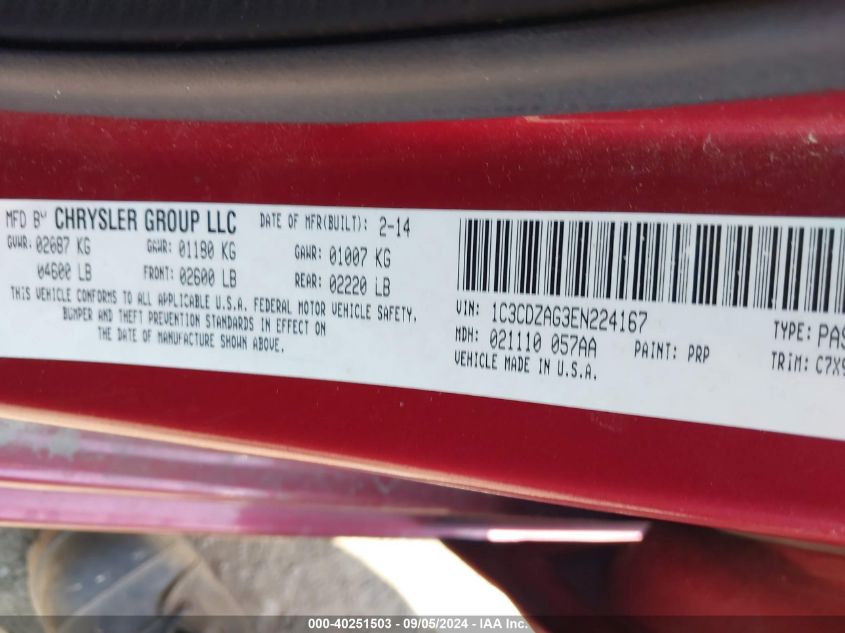 MFD BY CHRYSLER GROUP LLC DATE OF MFR(BUILT): 2-14
GVWR: 02087 KG GAWR: 01180 KG GAWR: 01007 KG
04600 LB FRONT: 02600 LB REAR: 02220 LB
THIS VEHICLE CONFORMS TO ALL APPLICABLE U.S.A. FEDERAL MOTOR VEHICLE SAFETY,
BUMPER AND THEFT PREVENTION STANDARDS IN EFFECT ON
THE DATE OF MANUFACTURE SHOWN ABOVE.
VIN: 1C3CDZAG3EN224167 TYPE: PAS
MDH: 021110 057AA PAINT: PRP TRIM: C7X9
VEHICLE MADE IN U.S.A.
000-40251503 - 09/05/2024 - IAA Inc.